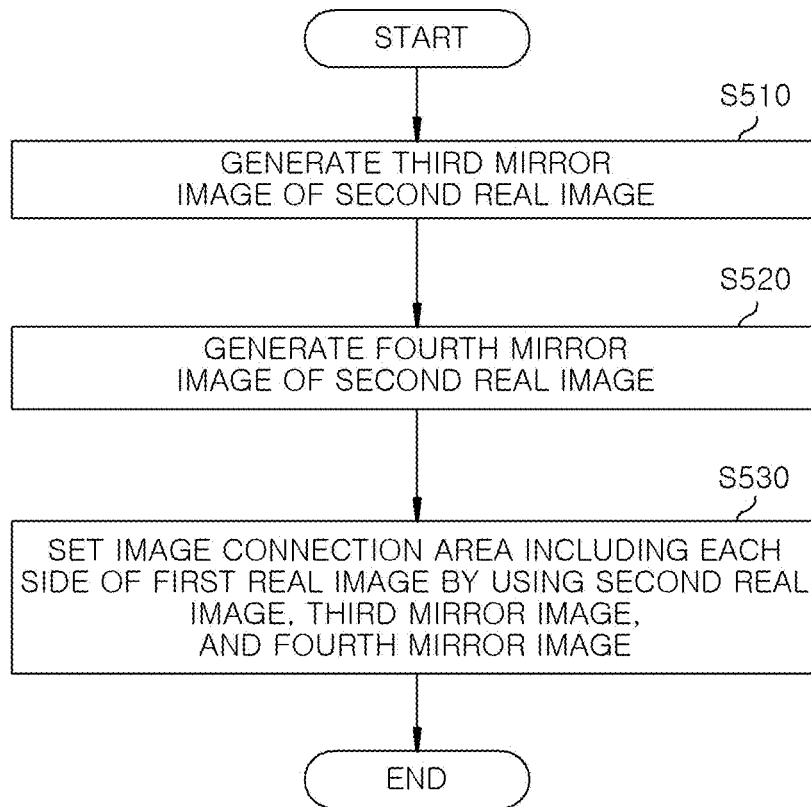 START
S510
GENERATE THIRD MIRROR
IMAGE OF SECOND REAL IMAGE
S520
GENERATE FOURTH MIRROR
IMAGE OF SECOND REAL IMAGE
S530
SET IMAGE CONNECTION AREA INCLUDING EACH
SIDE OF FIRST REAL IMAGE BY USING SECOND REAL
IMAGE, THIRD MIRROR IMAGE,
AND FOURTH MIRROR IMAGE
END